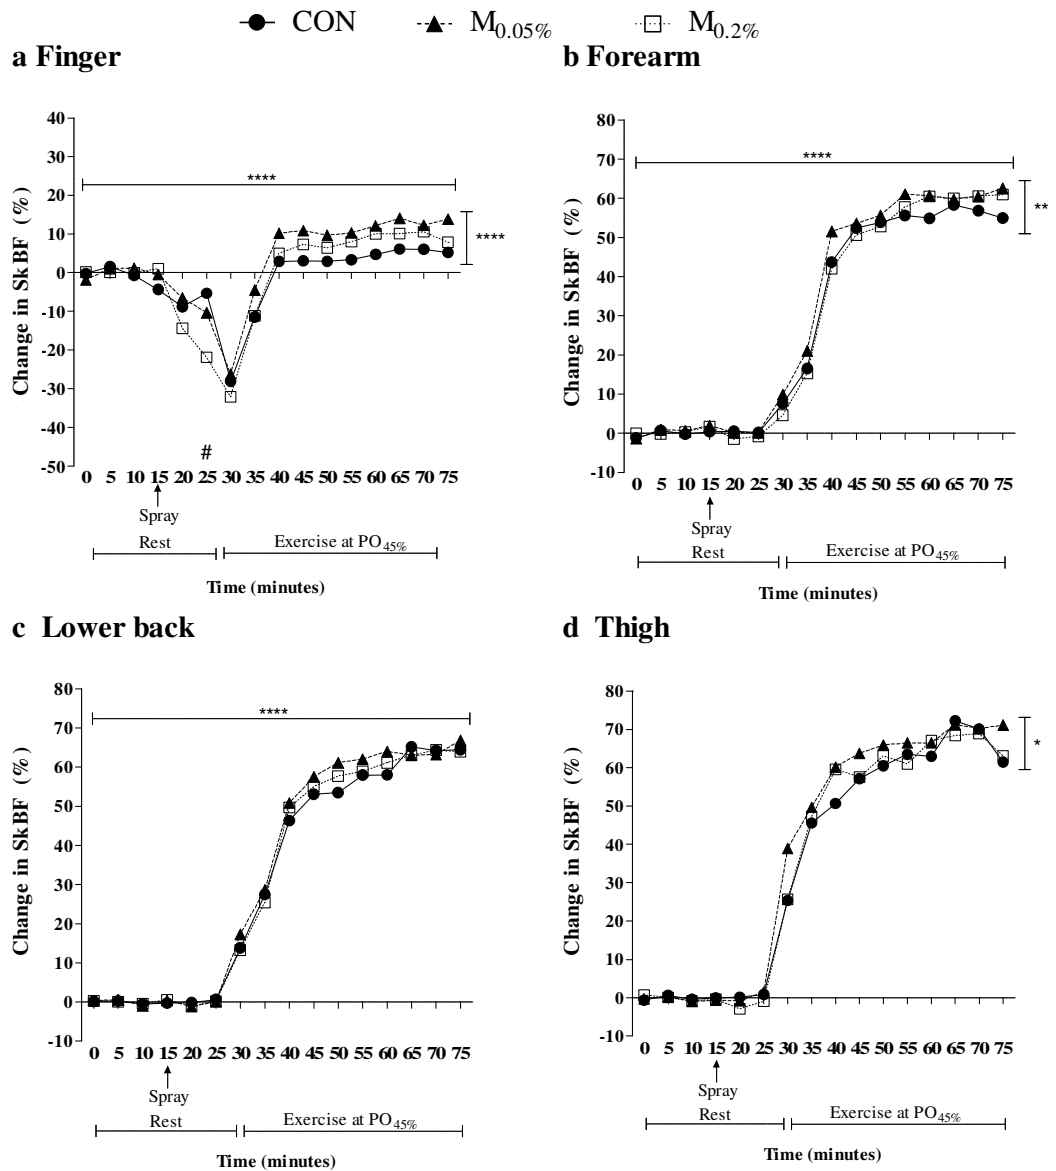 CON M0.05% M0.2%
a Finger
b Forearm
Change in SkBF (%)
40
30
20
10
0
-10
-20
-30
-40
-50
****
****
#
0 5 10 15 20 25 30 35 40 45 50 55 60 65 70 75
Spray
Rest
Exercise at PO45%
Time (minutes)
Change in SkBF (%)
80
70
60
50
40
30
20
10
0
-10
****
**
0 5 10 15 20 25 30 35 40 45 50 55 60 65 70 75
Spray
Rest
Exercise at PO45%
Time (minutes)
c Lower back
d Thigh
Change in SkBF (%)
80
70
60
50
40
30
20
10
0
-10
****
0 5 10 15 20 25 30 35 40 45 50 55 60 65 70 75
Spray
Rest
Exercise at PO45%
Time (minutes)
Change in SkBF (%)
80
70
60
50
40
30
20
10
0
-10
*
0 5 10 15 20 25 30 35 40 45 50 55 60 65 70 75
Spray
Rest
Exercise at PO45%
Time (minutes)